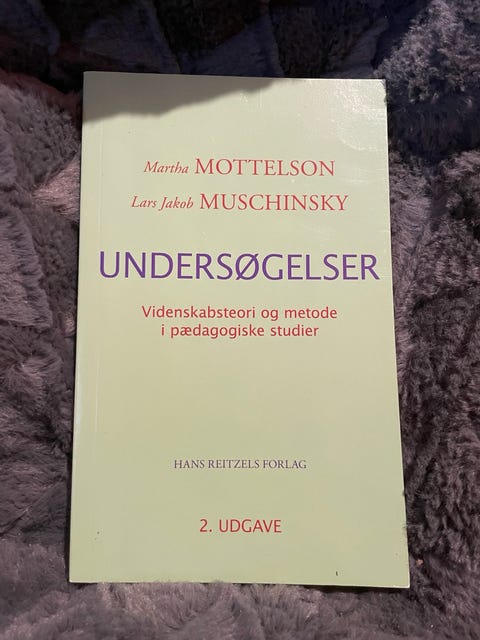 Martha MOTTELSON
Lars Jakob MUSCHINSKY
UNDERSØGELSER
Videnskabsteori og metode
i pædagogiske studier
HANS REITZELS FORLAG
2. UDGAVE